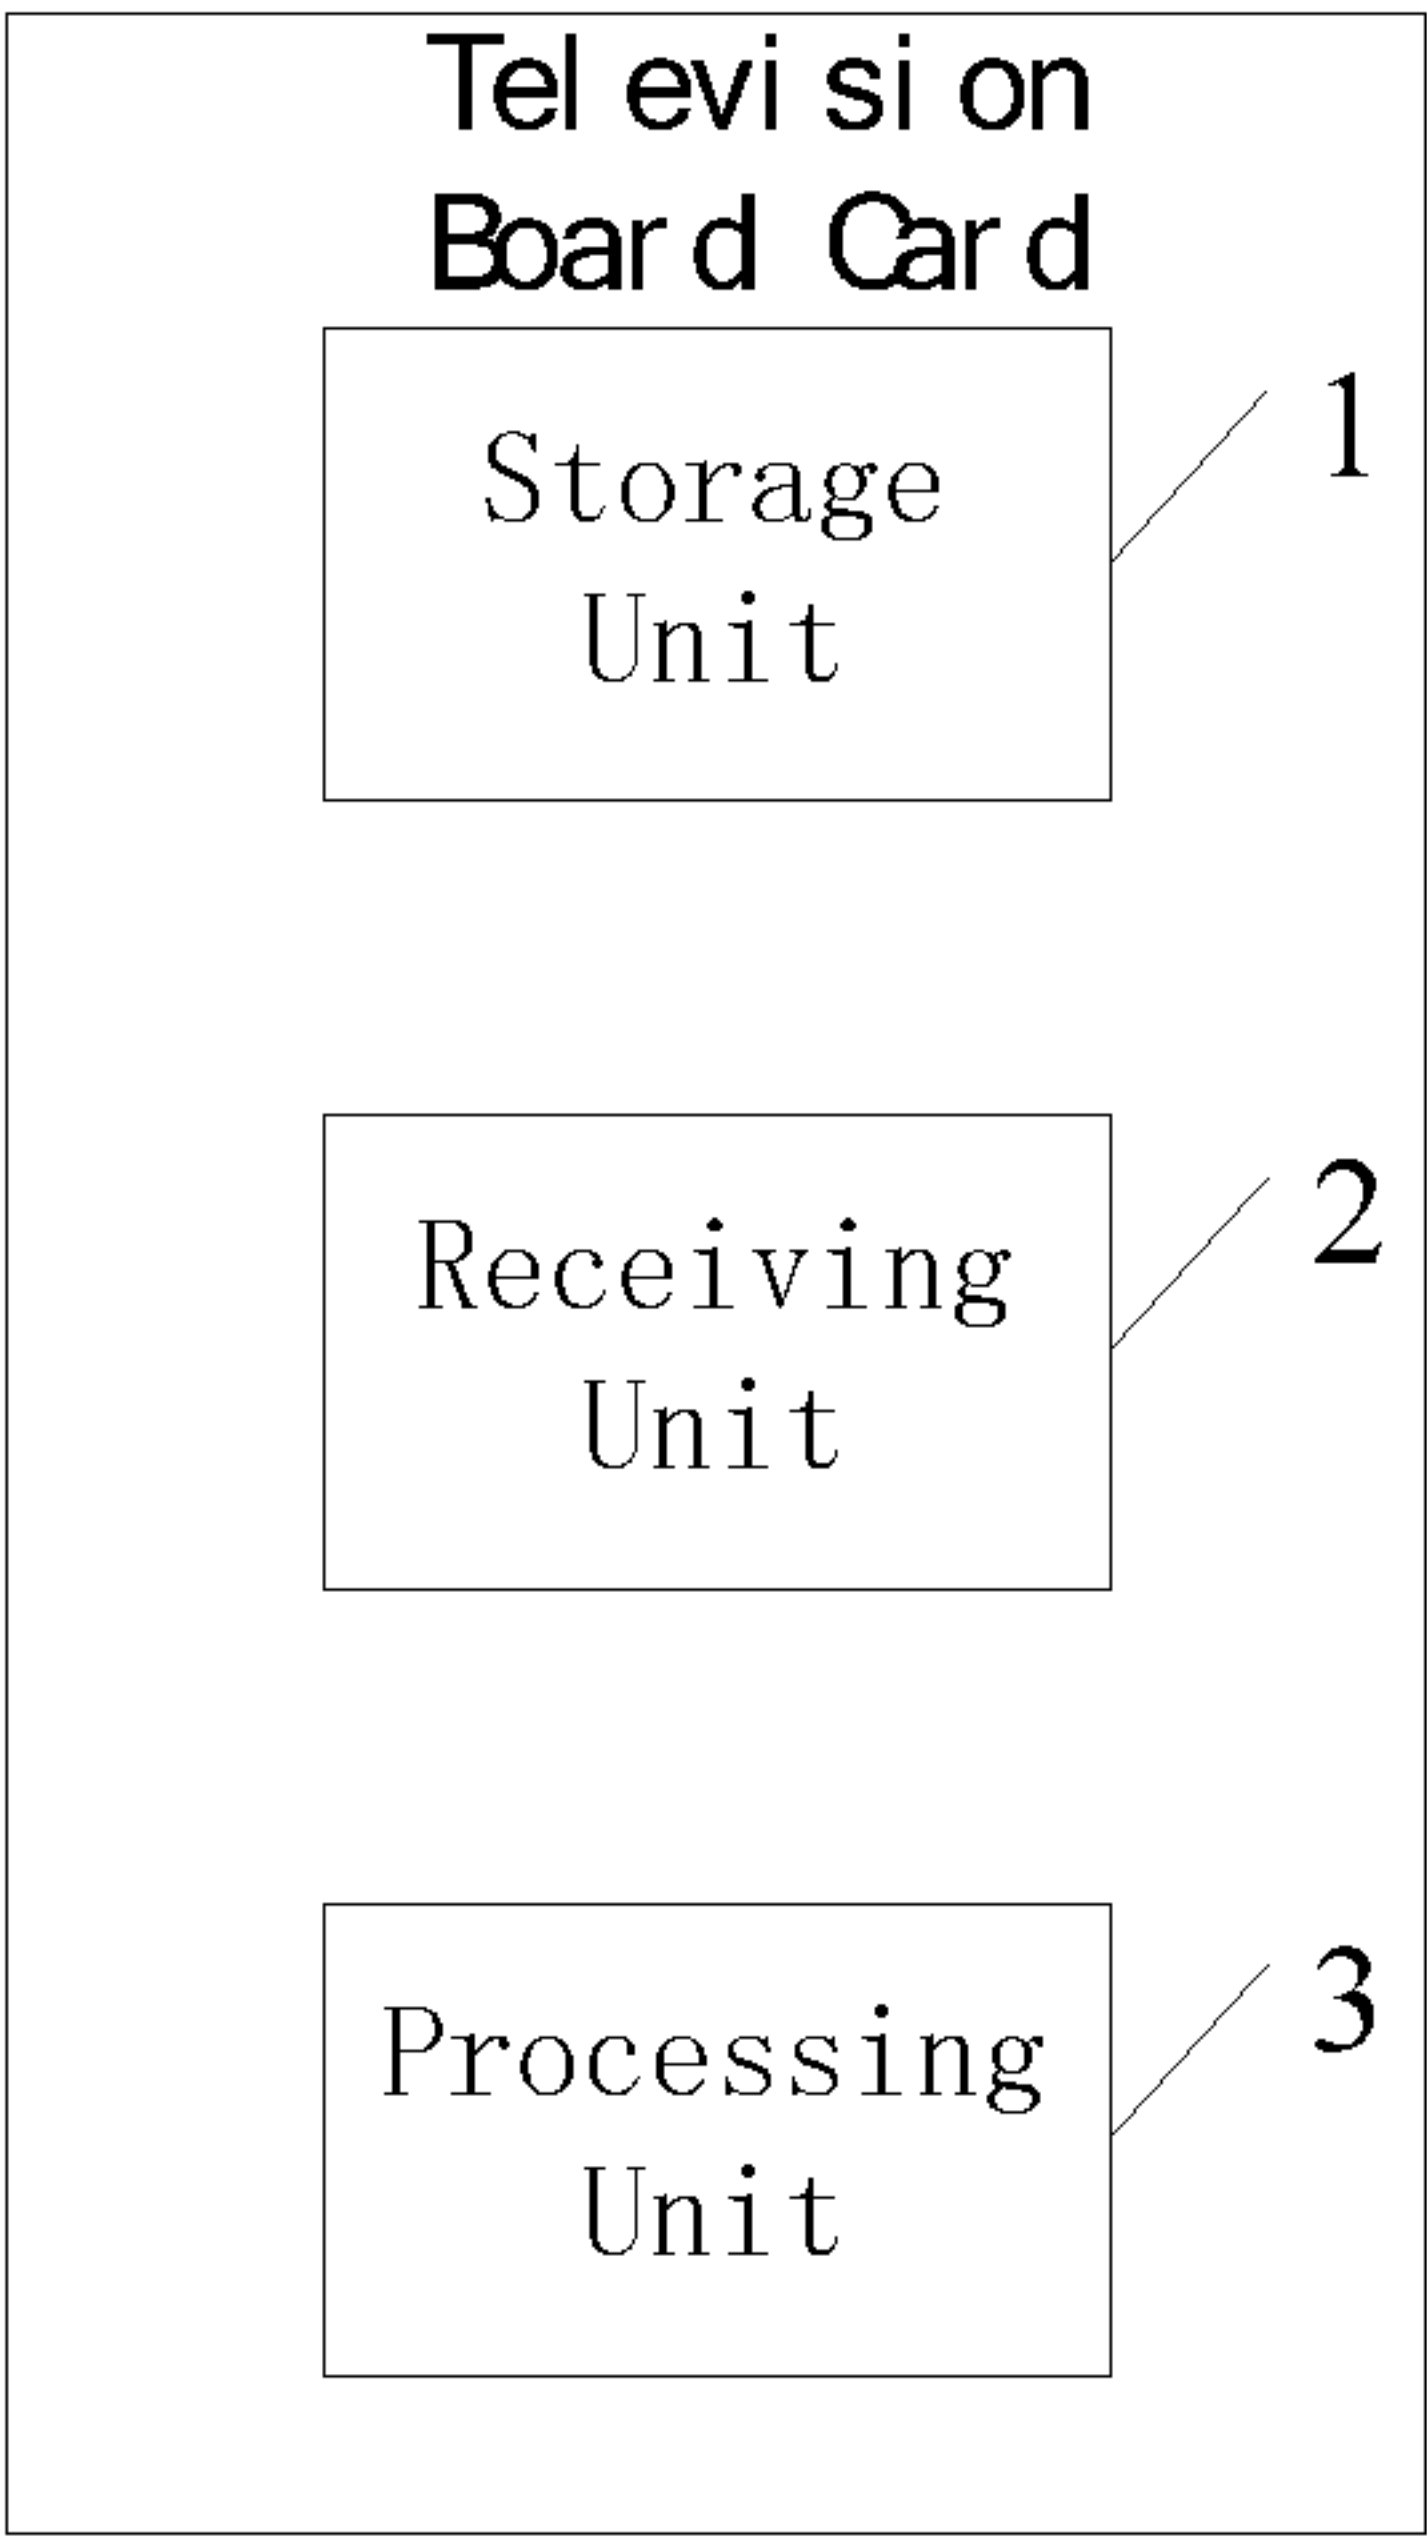 Television
Board Card
Storage
Unit
1
Receiving
Unit
2
Processing
Unit
3